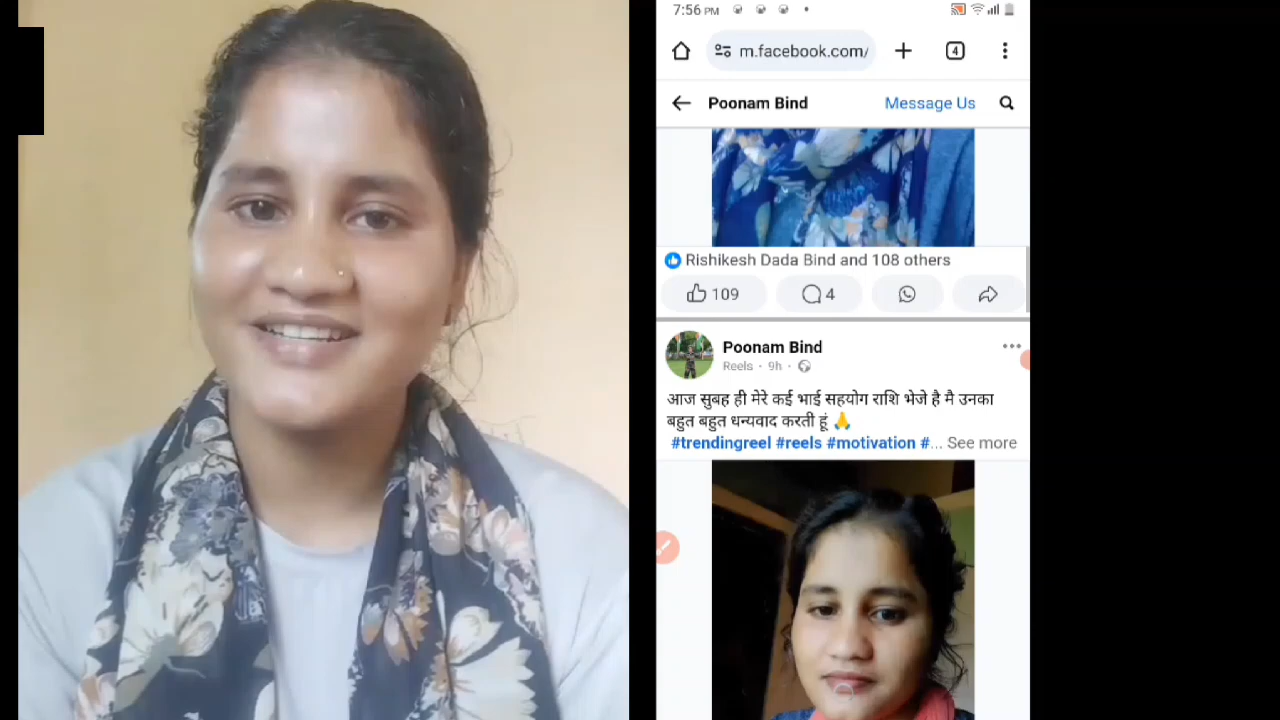 7:56 PM
m.facebook.com/
4
Poonam Bind
Message Us
Rishikesh Dada Bind and 108 others
109
4
Poonam Bind
Reels · 9h ·
आज सुबह ही मेरे कई भाई सहयोग राशि भेजे है मै उनका
बहुत बहुत धन्यवाद करती हूं 🙏
#trendingreel #reels #motivation #... See more